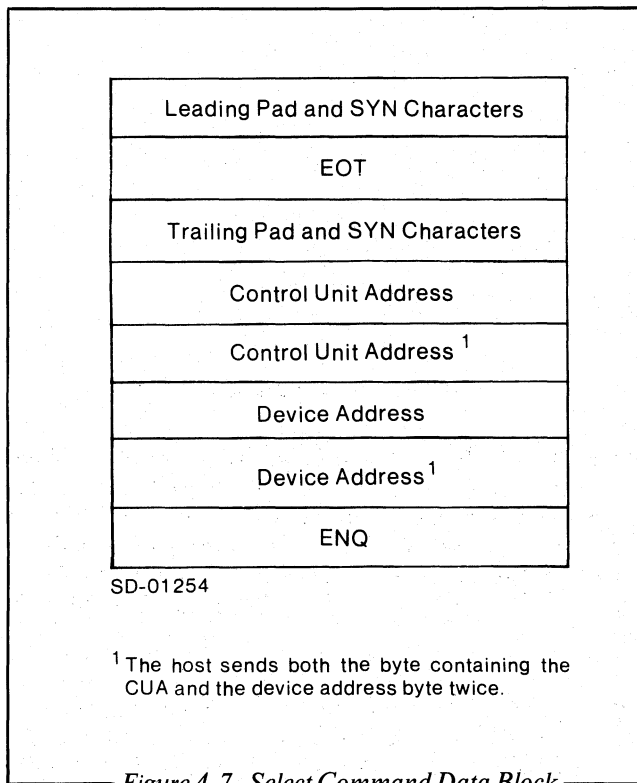 Leading Pad and SYN Characters
EOT
Trailing Pad and SYN Characters
Control Unit Address
Control Unit Address 1
Device Address
Device Address 1
ENQ
SD-01254
1 The host sends both the byte containing the
CUA and the device address byte twice.
Figure 4-7. Select Command Data Block